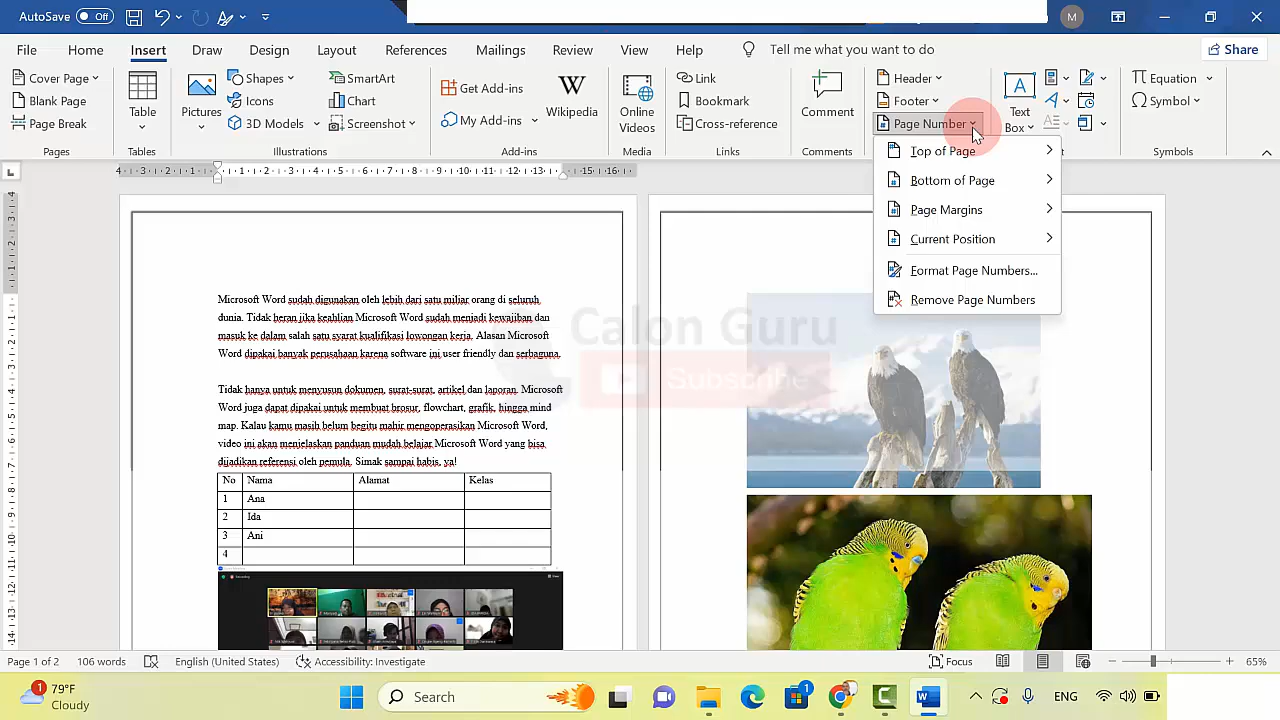 AutoSave Off M
File Home Insert Draw Design Layout References Mailings Review View Help Tell me what you want to do Share
Cover Page
Blank Page
Page Break
Pages
Table
Tables
Pictures
Shapes
Icons
3D Models
SmartArt
Chart
Screenshot
Illustrations
Get Add-ins
My Add-ins
Wikipedia
Add-ins
Online
Videos
Media
Link
Bookmark
Cross-reference
Links
Comment
Comments
Header
Footer
Page Number
Text
Box
Equation
Symbol
Symbols
Top of Page
Bottom of Page
Page Margins
Current Position
Format Page Numbers...
Remove Page Numbers
Microsoft Word sudah digunakan oleh lebih dari satu miliar orang di seluruh
dunia. Tidak heran jika keahlian Microsoft Word sudah menjadi kewajiban dan
masuk ke dalam salah satu syarat kualifikasi lowongan kerja. Alasan Microsoft
Word dipakai banyak perusahaan karena software ini user friendly dan serbaguna.
Tidak hanya untuk menyusun dokumen, surat-surat, artikel dan laporan, Microsoft
Word juga dapat dipakai untuk membuat brosur, flowchart, grafik, hingga mind
map. Kalau kamu masih belum begitu mahir mengoperasikan Microsoft Word,
video ini akan menjelaskan panduan mudah belajar Microsoft Word yang bisa
dijadikan referensi oleh pemula. Simak sampai habis, ya!
No Nama Alamat Kelas
1 Ana
2 Ida
3 Ani
4
Calon Guru
Subscribe
Page 1 of 2 106 words English (United States) Accessibility: Investigate Focus 65%
79°F
Cloudy
Search
ENG